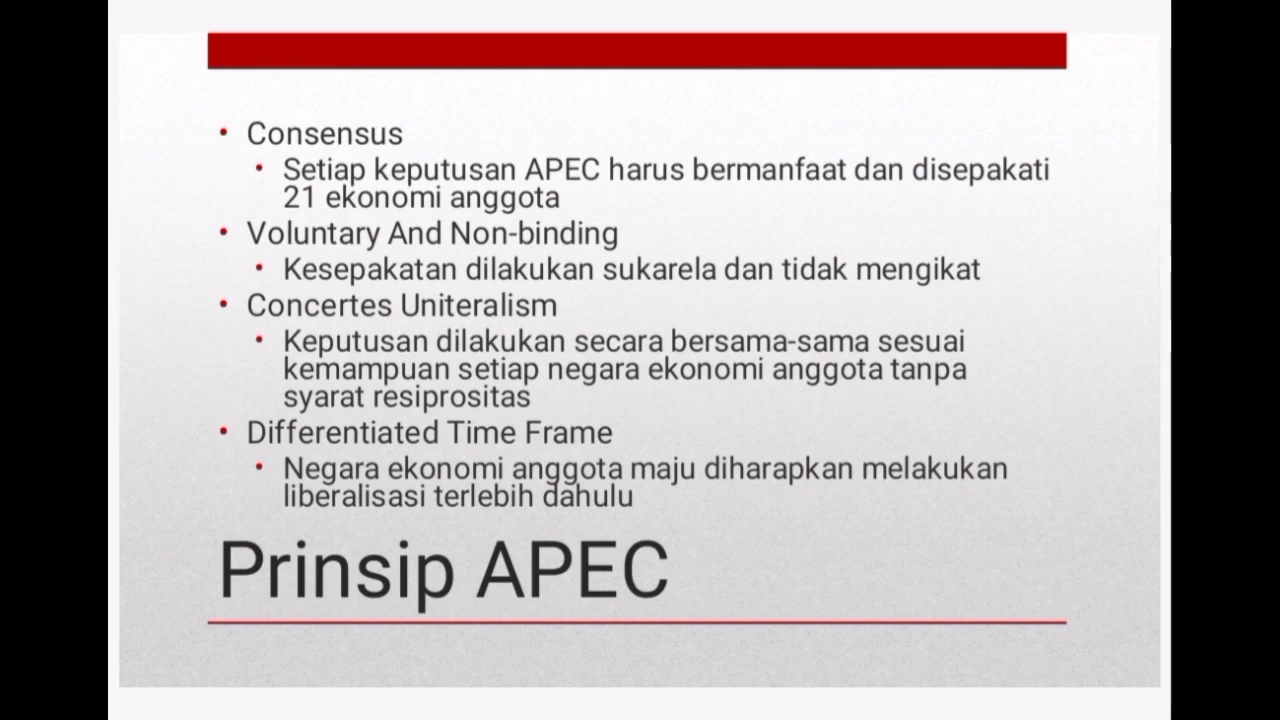 • Consensus
• Setiap keputusan APEC harus bermanfaat dan disepakati
21 ekonomi anggota
• Voluntary And Non-binding
• Kesepakatan dilakukan sukarela dan tidak mengikat
• Concertes Uniteralism
• Keputusan dilakukan secara bersama-sama sesuai
kemampuan setiap negara ekonomi anggota tanpa
syarat resiprositas
• Differentiated Time Frame
• Negara ekonomi anggota maju diharapkan melakukan
liberalisasi terlebih dahulu
Prinsip APEC